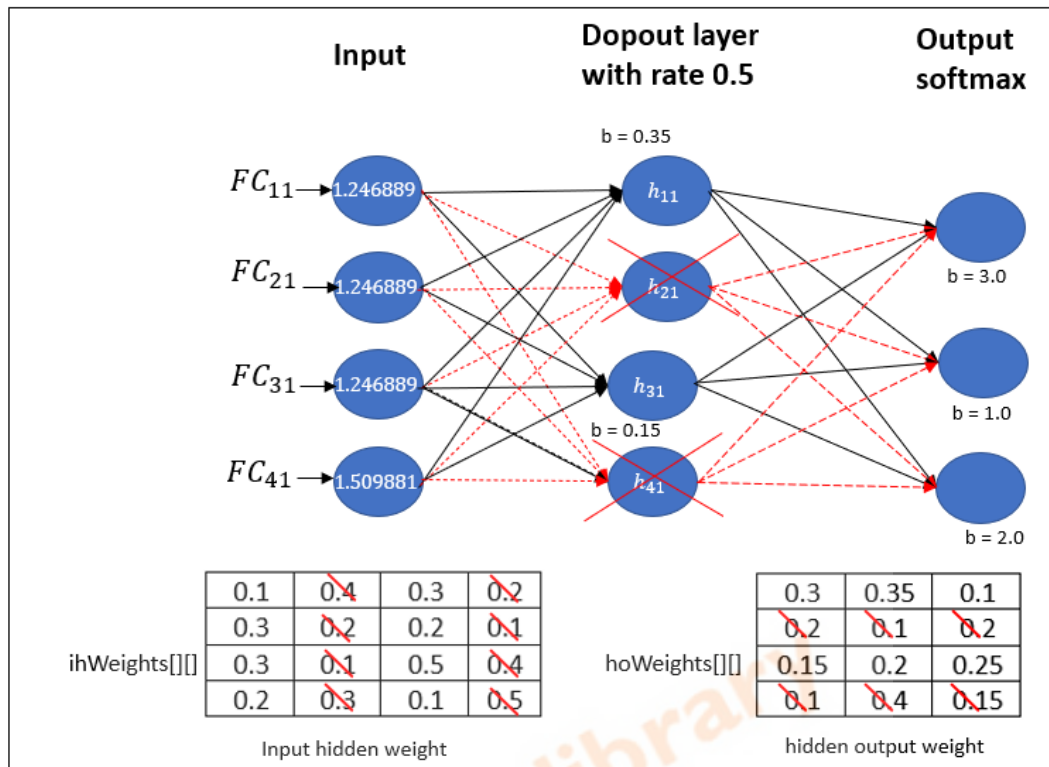 Input
Dopout layer
with rate 0.5
Output
softmax
b = 0.35
FC11
1.246889
h11
FC21
1.246889
h21
b = 3.0
FC31
1.246889
h31
b = 1.0
b = 0.15
FC41
1.509881
h41
b = 2.0
ihWeights[][]
0.1 0.4 0.3 0.2
0.3 0.2 0.2 0.1
0.3 0.1 0.5 0.4
0.2 0.3 0.1 0.5
Input hidden weight
hoWeights[][]
0.3 0.35 0.1
0.2 0.1 0.2
0.15 0.2 0.25
0.1 0.4 0.15
hidden output weight
library